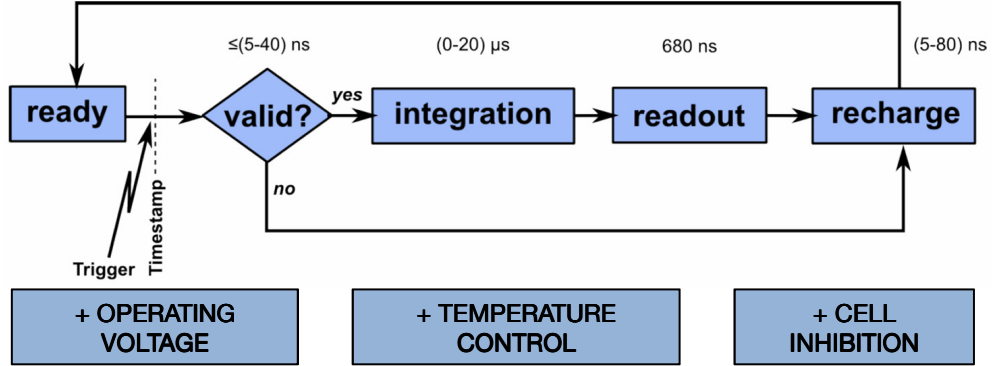 ≤(5-40) ns
(0-20) µs
680 ns
(5-80) ns
ready
valid?
yes
integration
readout
recharge
no
Timestamp
Trigger
+ OPERATING
VOLTAGE
+ TEMPERATURE
CONTROL
+ CELL
INHIBITION